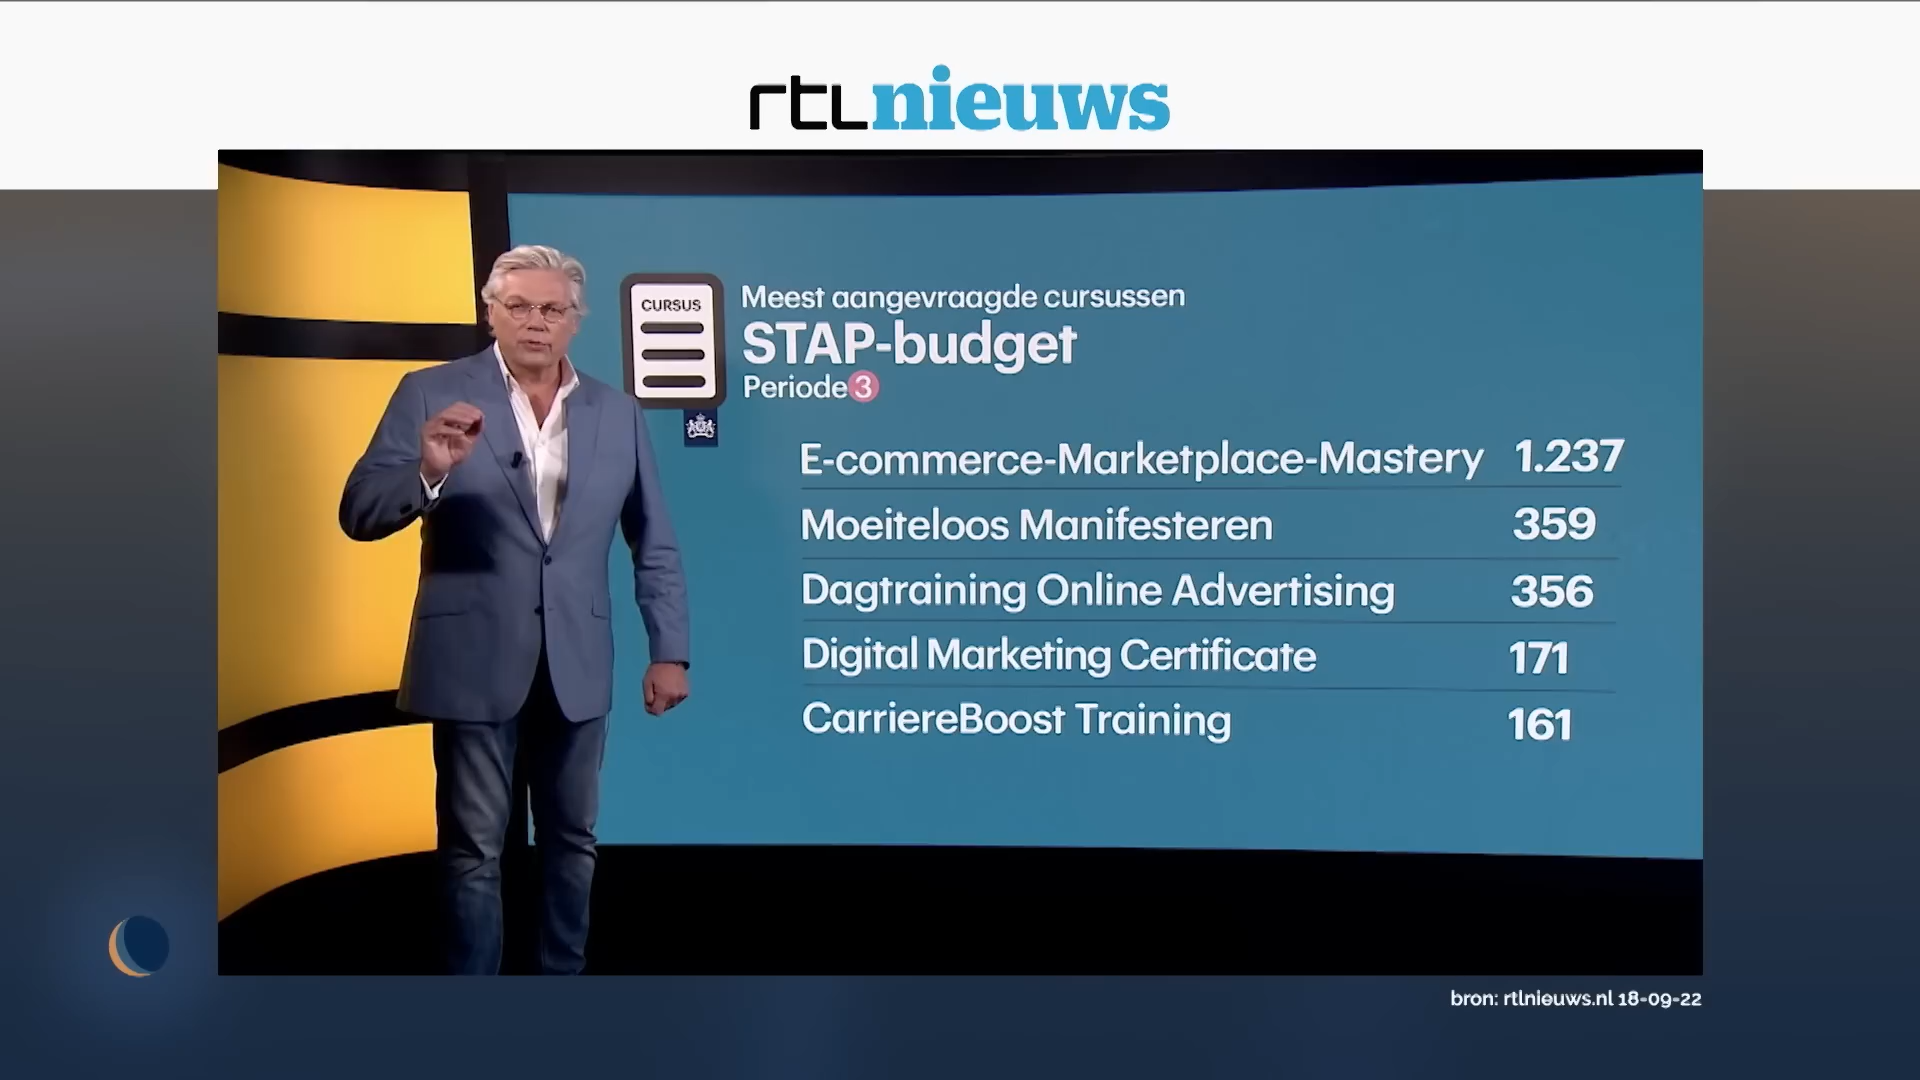 rtlnieuws
CURSUS
Meest aangevraagde cursussen
STAP-budget
Periode 3
E-commerce-Marketplace-Mastery 1.237
Moeiteloos Manifesteren 359
Dagtraining Online Advertising 356
Digital Marketing Certificate 171
CarriereBoost Training 161
bron: rtlnieuws.nl 18-09-22